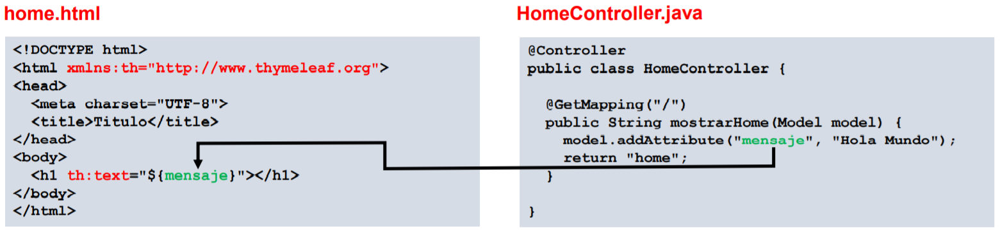 home.html
<!DOCTYPE html>
<html xmlns:th="http://www.thymeleaf.org">
<head>
  <meta charset="UTF-8">
  <title>Titulo</title>
</head>
<body>
  <h1 th:text="${mensaje}"></h1>
</body>
</html>
HomeController.java
@Controller
public class HomeController {
  @GetMapping("/")
  public String mostrarHome(Model model) {
    model.addAttribute("mensaje", "Hola Mundo");
    return "home";
  }
}